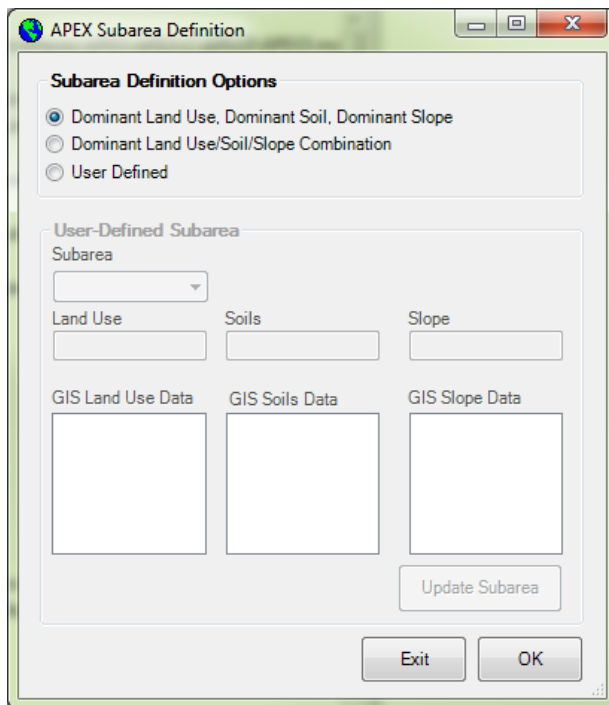 APEX Subarea Definition
Subarea Definition Options
Dominant Land Use, Dominant Soil, Dominant Slope
Dominant Land Use/Soil/Slope Combination
User Defined
User-Defined Subarea
Subarea
Land Use
Soils
Slope
GIS Land Use Data
GIS Soils Data
GIS Slope Data
Update Subarea
Exit
OK